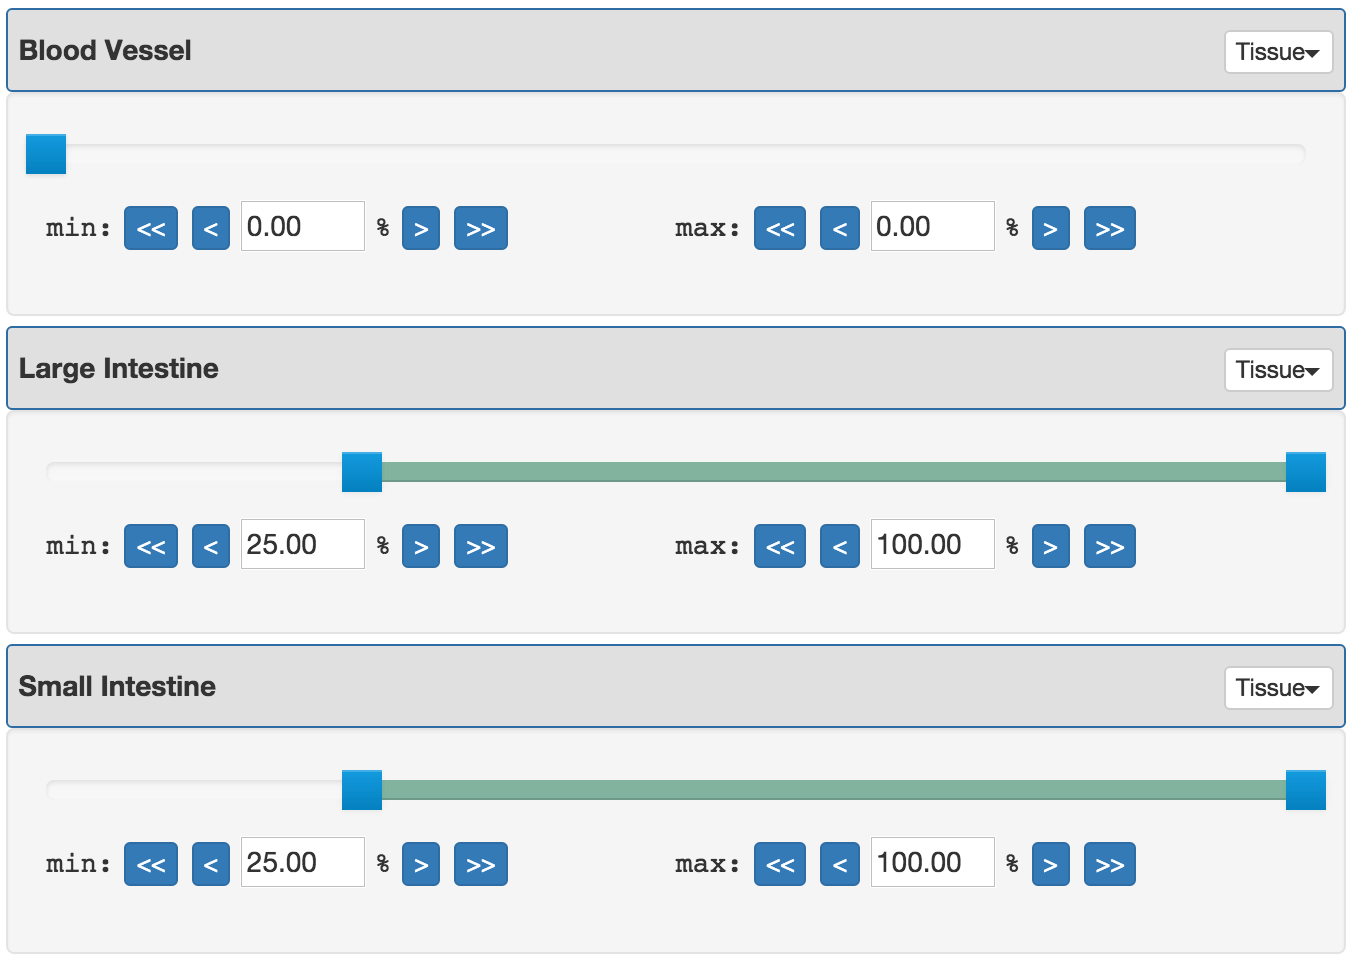 Blood Vessel Tissue
min: << < 0.00 % > >> max: << < 0.00 % > >>
Large Intestine Tissue
min: << < 25.00 % > >> max: << < 100.00 % > >>
Small Intestine Tissue
min: << < 25.00 % > >> max: << < 100.00 % > >>